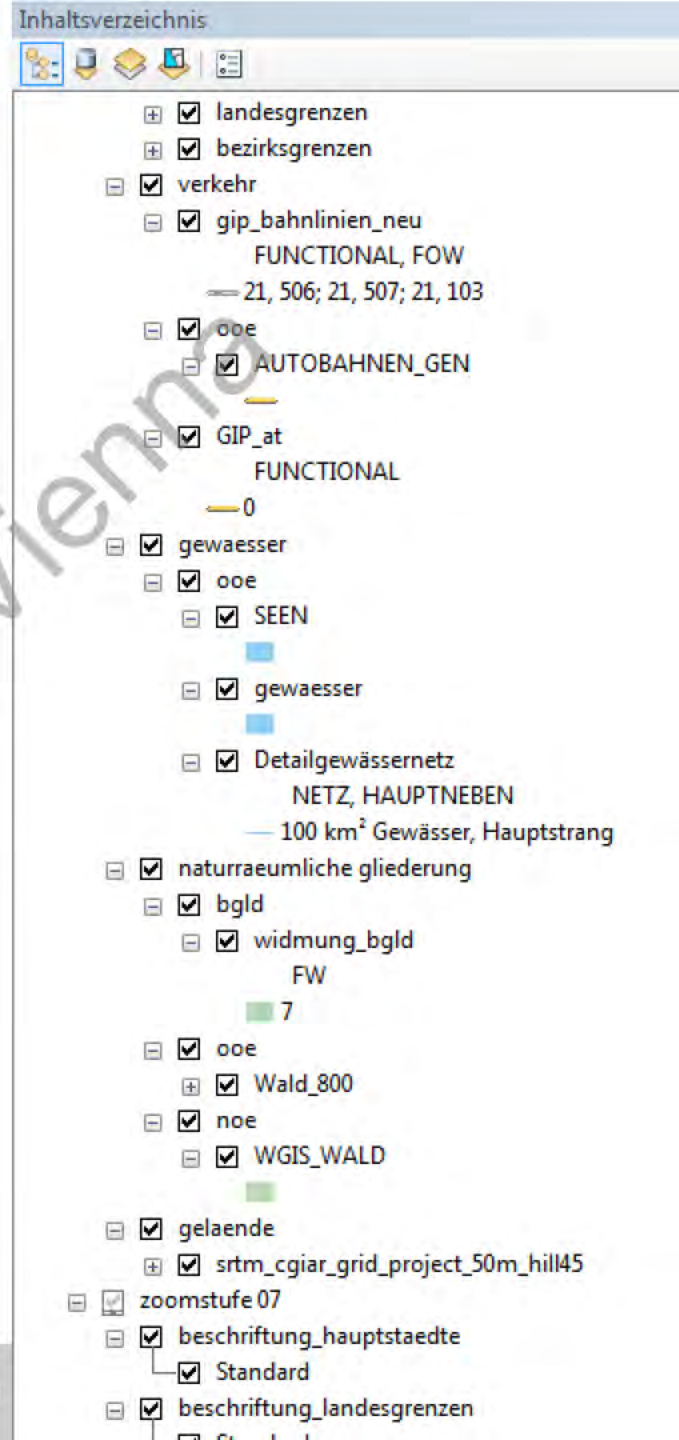 Inhaltsverzeichnis
landesgrenzen
bezirksgrenzen
verkehr
gip_bahnlinien_neu
FUNCTIONAL, FOW
21, 506; 21, 507; 21, 103
ooe
AUTOBAHNEN_GEN
GIP_at
FUNCTIONAL
0
gewaesser
ooe
SEEN
gewaesser
Detailgewässernetz
NETZ, HAUPTNEBEN
100 km² Gewässer, Hauptstrang
naturraeumliche gliederung
bgld
widmung_bgld
FW
7
ooe
Wald_800
noe
WGIS_WALD
gelaende
srtm_cgiar_grid_project_50m_hill45
zoomstufe 07
beschriftung_hauptstaedte
Standard
beschriftung_landesgrenzen
vienna